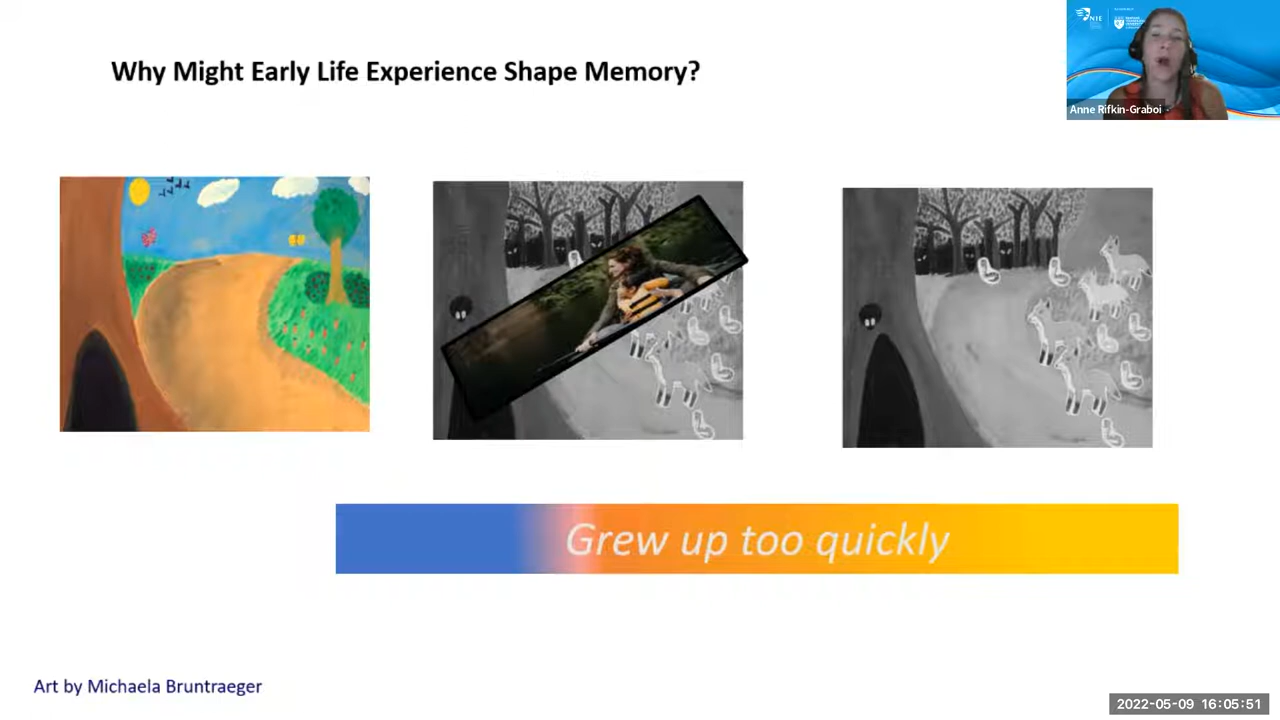 Why Might Early Life Experience Shape Memory?
NIE
Anne Rifkin-Graboi
Grew up too quickly
Art by Michaela Bruntraeger
2022-05-09 16:05:51